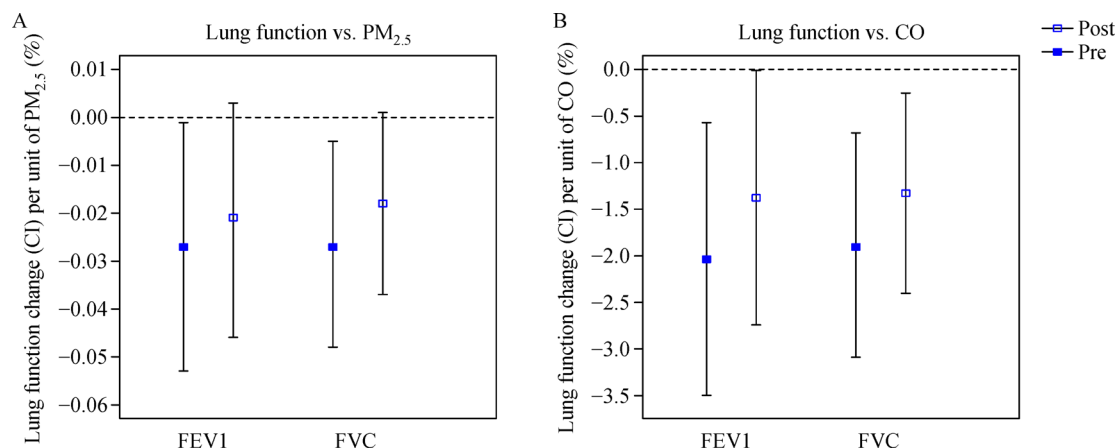 A
Lung function vs. PM2.5
Lung function change (CI) per unit of PM2.5 (%)
0.01
0.00
−0.01
−0.02
−0.03
−0.04
−0.05
−0.06
FEV1
FVC
B
Lung function vs. CO
Lung function change (CI) per unit of CO (%)
0.0
−0.5
−1.0
−1.5
−2.0
−2.5
−3.0
−3.5
FEV1
FVC
Post
Pre